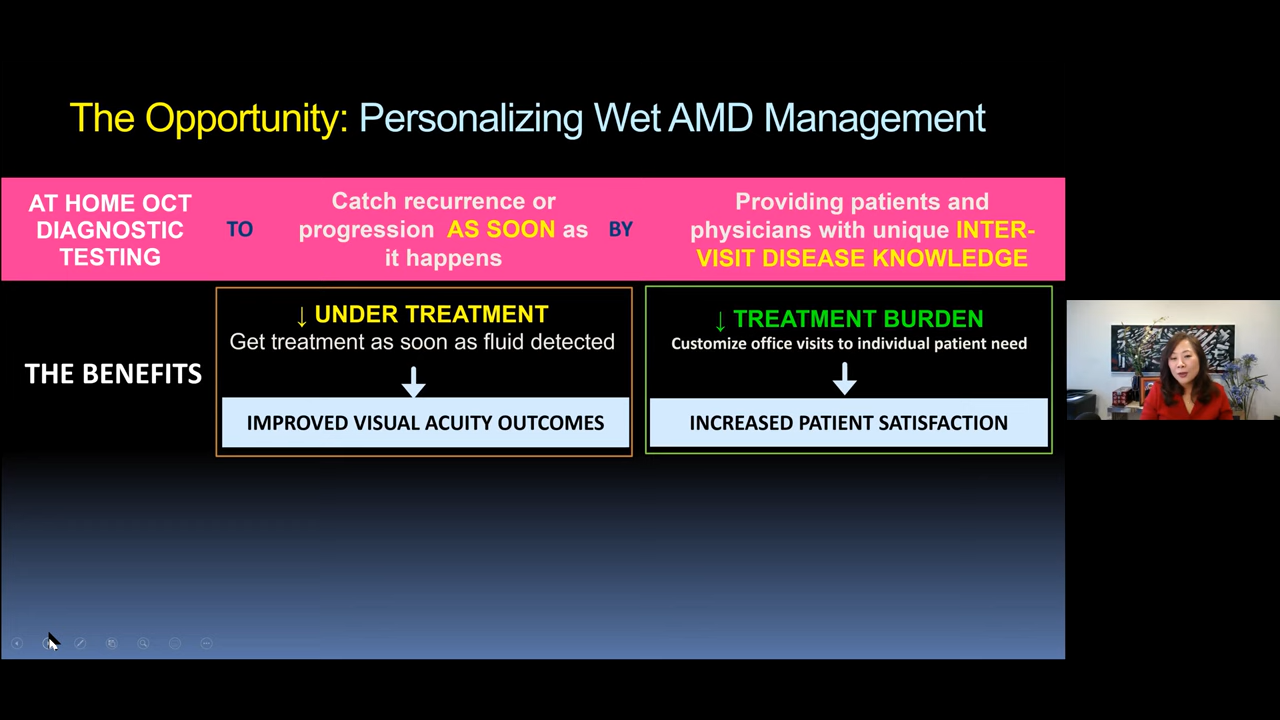 The Opportunity: Personalizing Wet AMD Management
AT HOME OCT
DIAGNOSTIC
TESTING
TO
Catch recurrence or
progression AS SOON as
it happens
BY
Providing patients and
physicians with unique INTER-
VISIT DISEASE KNOWLEDGE
THE BENEFITS
↓ UNDER TREATMENT
Get treatment as soon as fluid detected
IMPROVED VISUAL ACUITY OUTCOMES
↓ TREATMENT BURDEN
Customize office visits to individual patient need
INCREASED PATIENT SATISFACTION